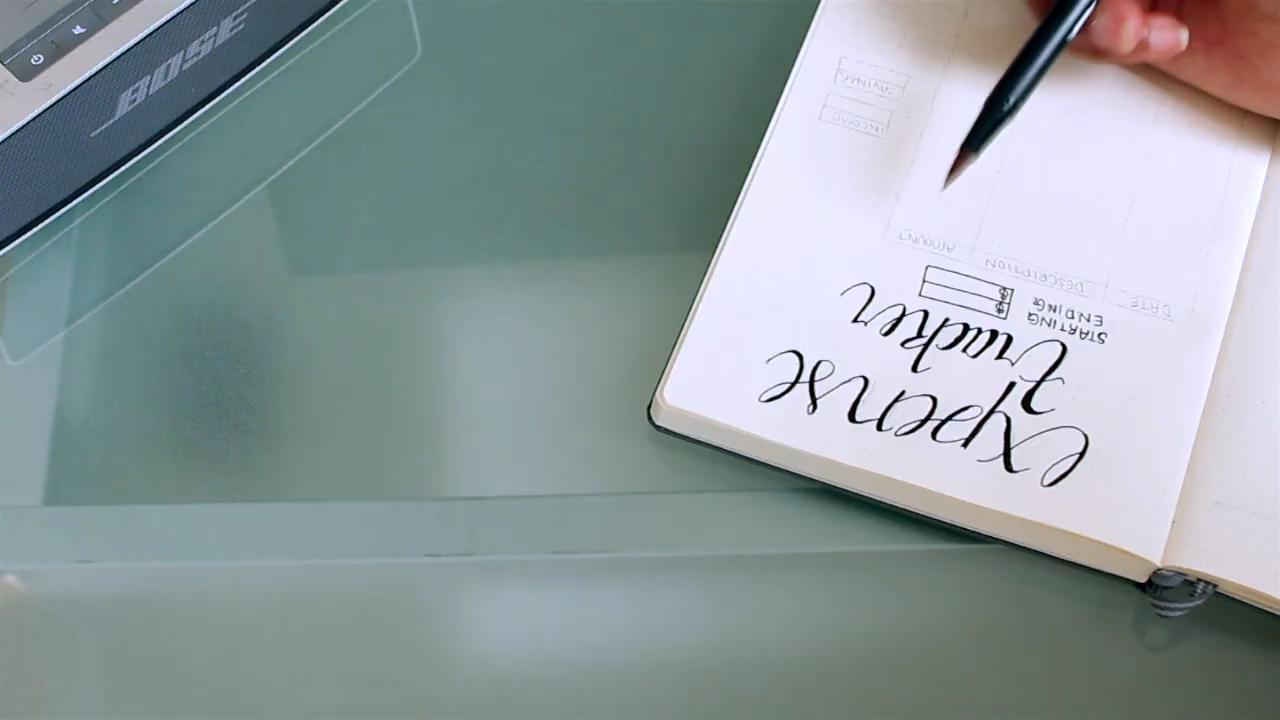 BOSE
expense
tracker
STARTING $
ENDING $
DATE DESCRIPTION AMOUNT
INCOME
SAVINGS